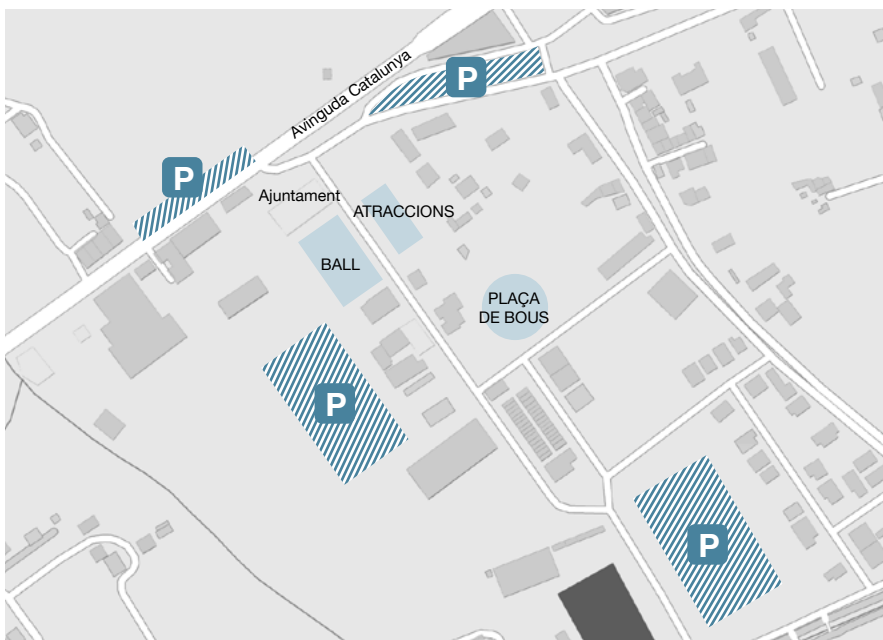 P
Avinguda Catalunya
P
Ajuntament
ATRACCIONS
BALL
PLAÇA
DE BOUS
P
P